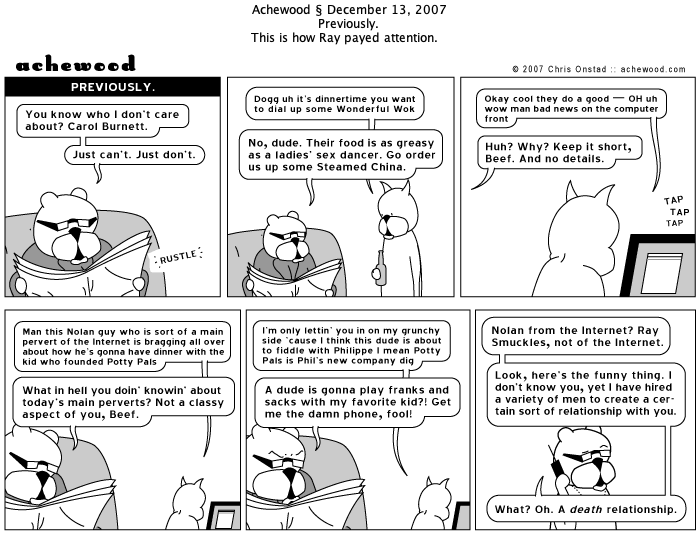 Achewood § December 13, 2007
Previously.
This is how Ray payed attention.
achewood
© 2007 Chris Onstad :: achewood.com
PREVIOUSLY.
You know who I don't care
about? Carol Burnett.
Just can't. Just don't.
RUSTLE
Dogg uh it's dinnertime you want
to dial up some Wonderful Wok
No, dude. Their food is as greasy
as a ladies' sex dancer. Go order
us up some Steamed China.
Okay cool they do a good — OH uh
wow man bad news on the computer
front
Huh? Why? Keep it short,
Beef. And no details.
TAP
TAP
TAP
Man this Nolan guy who is sort of a main
pervert of the Internet is bragging all over
about how he's gonna have dinner with the
kid who founded Potty Pals
What in hell you doin' knowin' about
today's main perverts? Not a classy
aspect of you, Beef.
I'm only lettin' you in on my grunchy
side `cause I think this dude is about
to fiddle with Philippe I mean Potty
Pals is Phil's new company dig
A dude is gonna play franks and
sacks with my favorite kid?! Get
me the damn phone, fool!
Nolan from the Internet? Ray
Smuckles, not of the Internet.
Look, here's the funny thing. I
don't know you, yet I have hired
a variety of men to create a cer-
tain sort of relationship with you.
What? Oh. A death relationship.